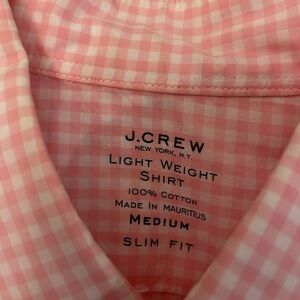 J.CREW
NEW YORK, N.Y.
LIGHT WEIGHT
SHIRT
100% COTTON
MADE IN MAURITIUS
MEDIUM
SLIM FIT